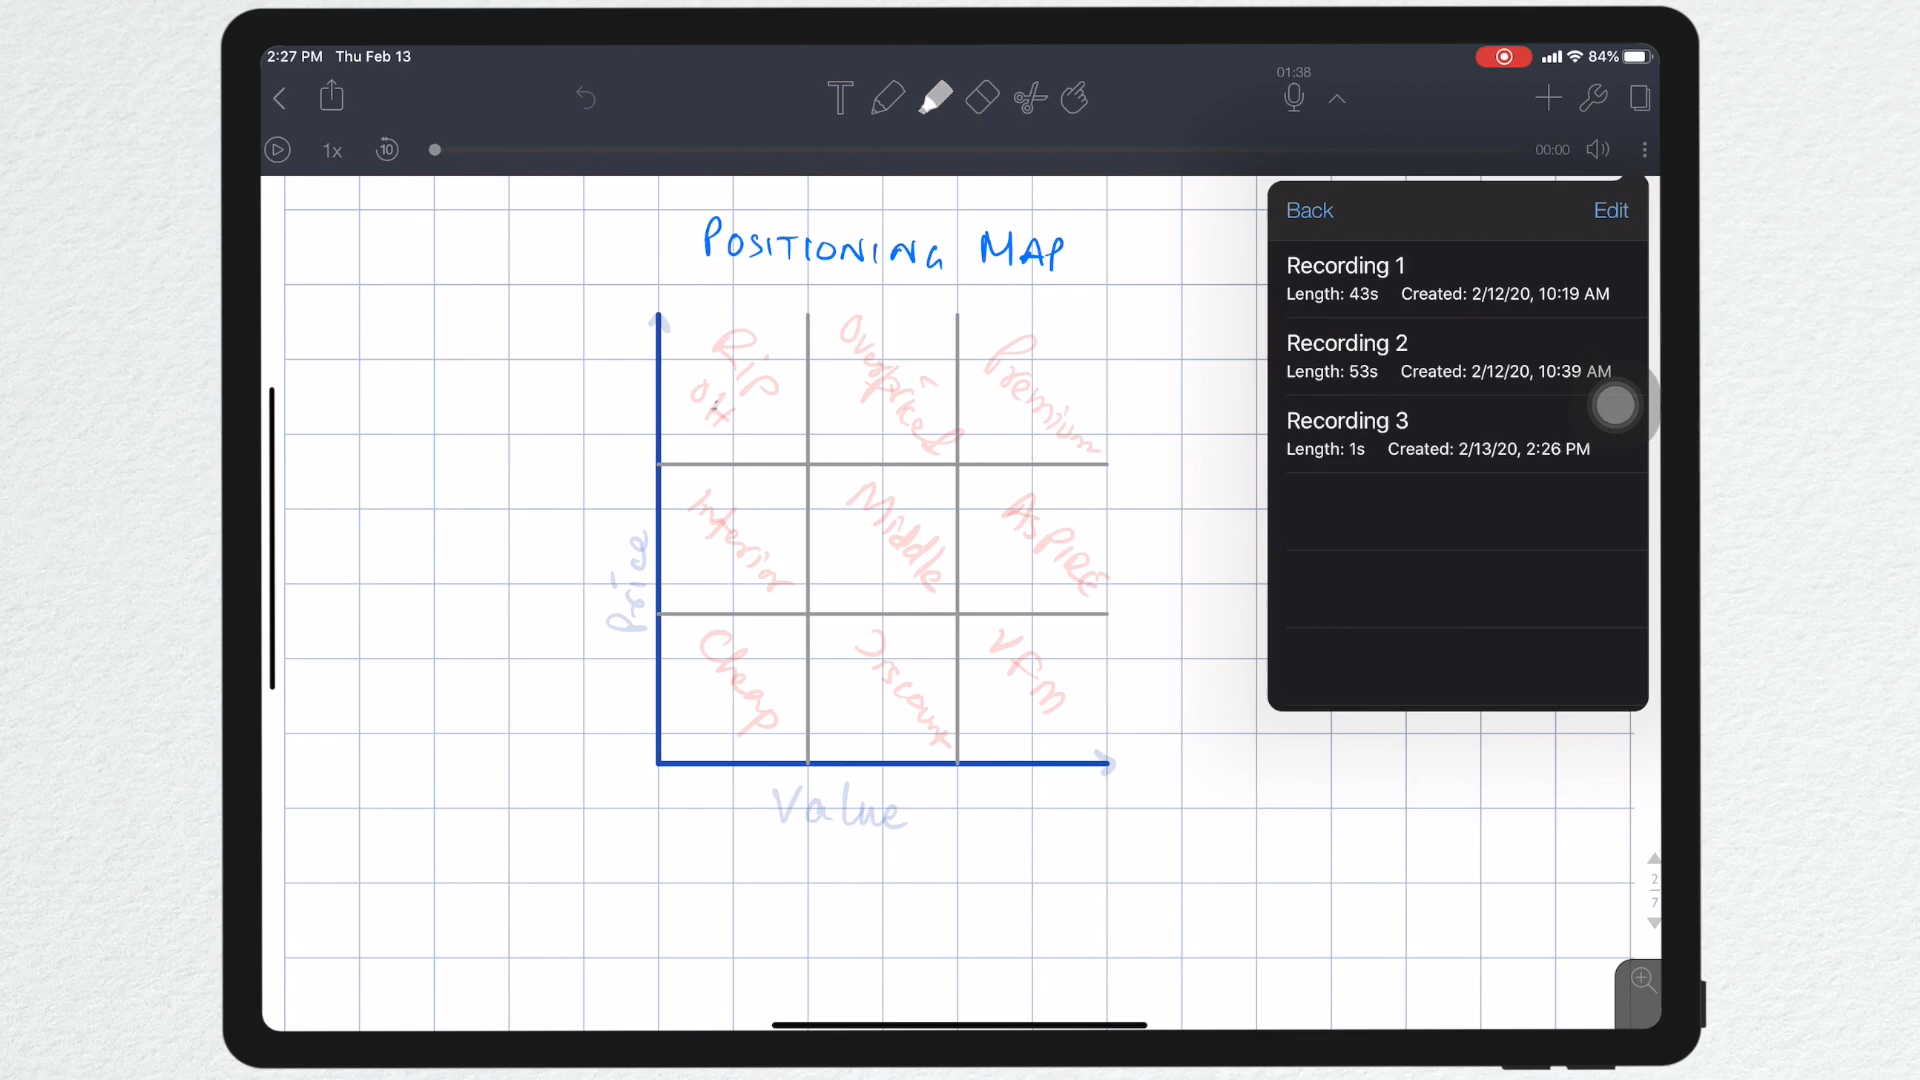 2:27 PM Thu Feb 13
84%
01:38
T
1x
10
00:00
Back Edit
Recording 1
Length: 43s Created: 2/12/20, 10:19 AM
Recording 2
Length: 53s Created: 2/12/20, 10:39 AM
Recording 3
Length: 1s Created: 2/13/20, 2:26 PM
POSITIONING MAP
Rip Off
Overpriced
Premium
Inferior
Middle
ASPIRE
Cheap
Discount
VFM
Price
Value
2
7